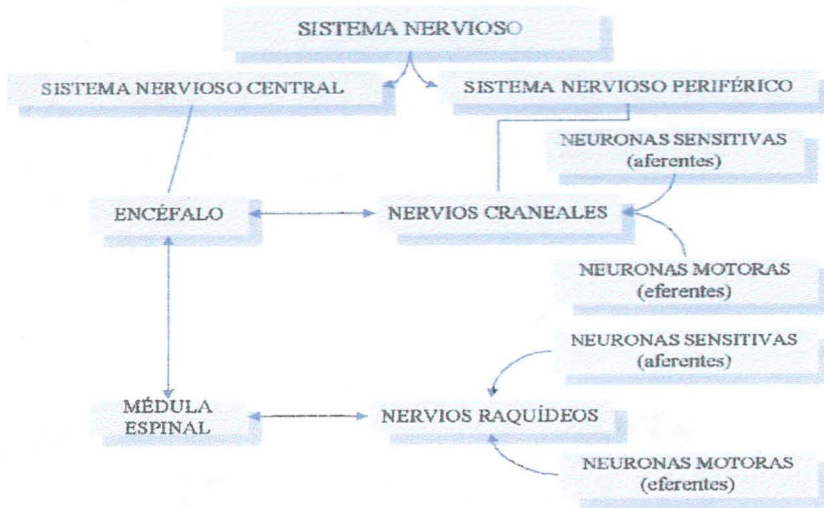 SISTEMA NERVIOSO
SISTEMA NERVIOSO CENTRAL
SISTEMA NERVIOSO PERIFÉRICO
NEURONAS SENSITIVAS
(aferentes)
ENCÉFALO
NERVIOS CRANEALES
NEURONAS MOTORAS
(eferentes)
NEURONAS SENSITIVAS
(aferentes)
MÉDULA
ESPINAL
NERVIOS RAQUÍDEOS
NEURONAS MOTORAS
(eferentes)